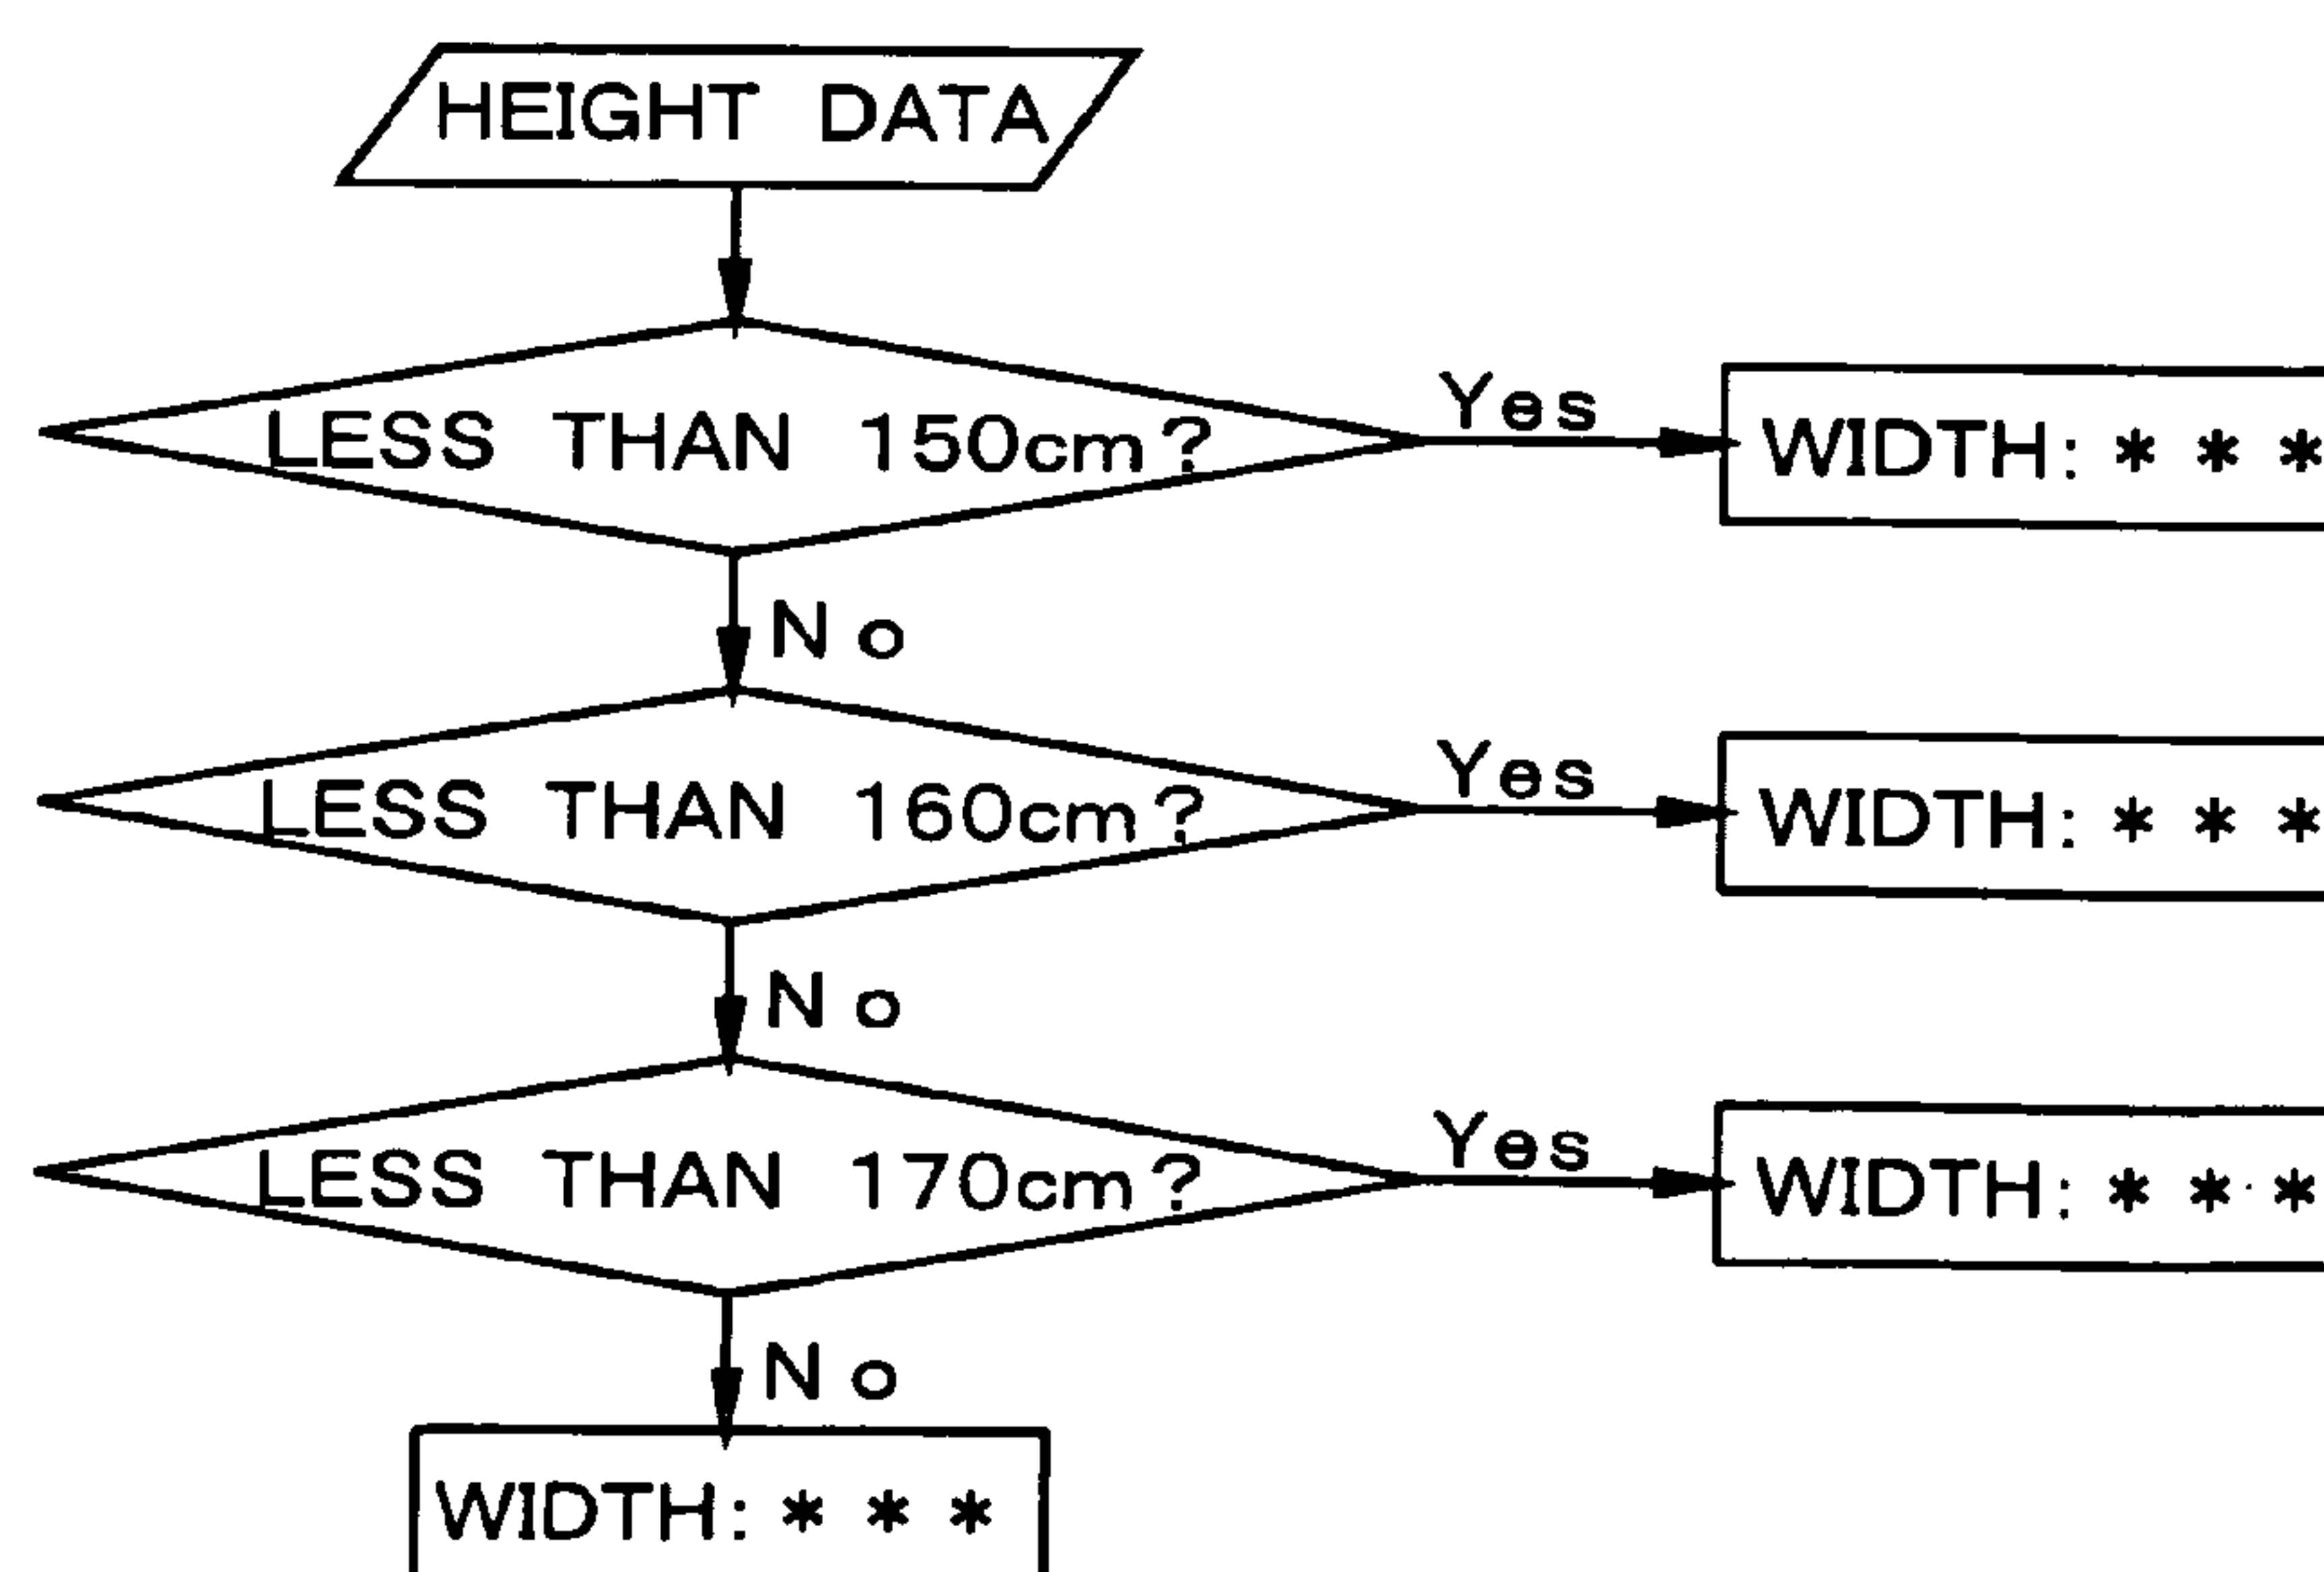 HEIGHT DATA
LESS THAN 150cm?
Yes
WIDTH: * * *
No
LESS THAN 160cm?
Yes
WIDTH: * * *
No
LESS THAN 170cm?
Yes
WIDTH: * * *
No
WIDTH: * * *